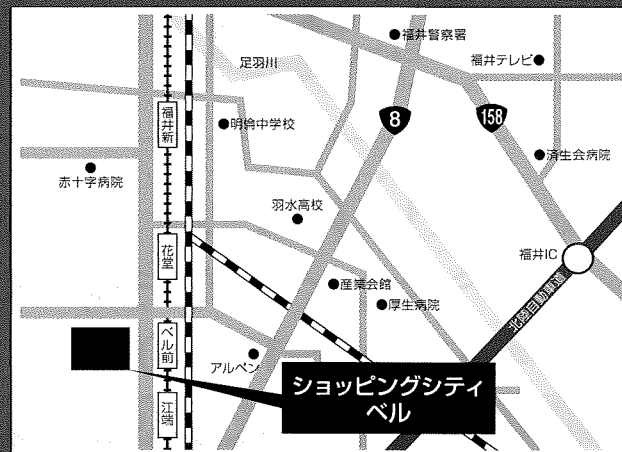 福井警察署
足羽川
福井テレビ
8
158
福井新
明倫中学校
済生会病院
赤十字病院
羽水高校
花堂
福井IC
産業会館
北陸自動車道
厚生病院
ベル前
アルペン
ショッピングシティ
ベル
江端